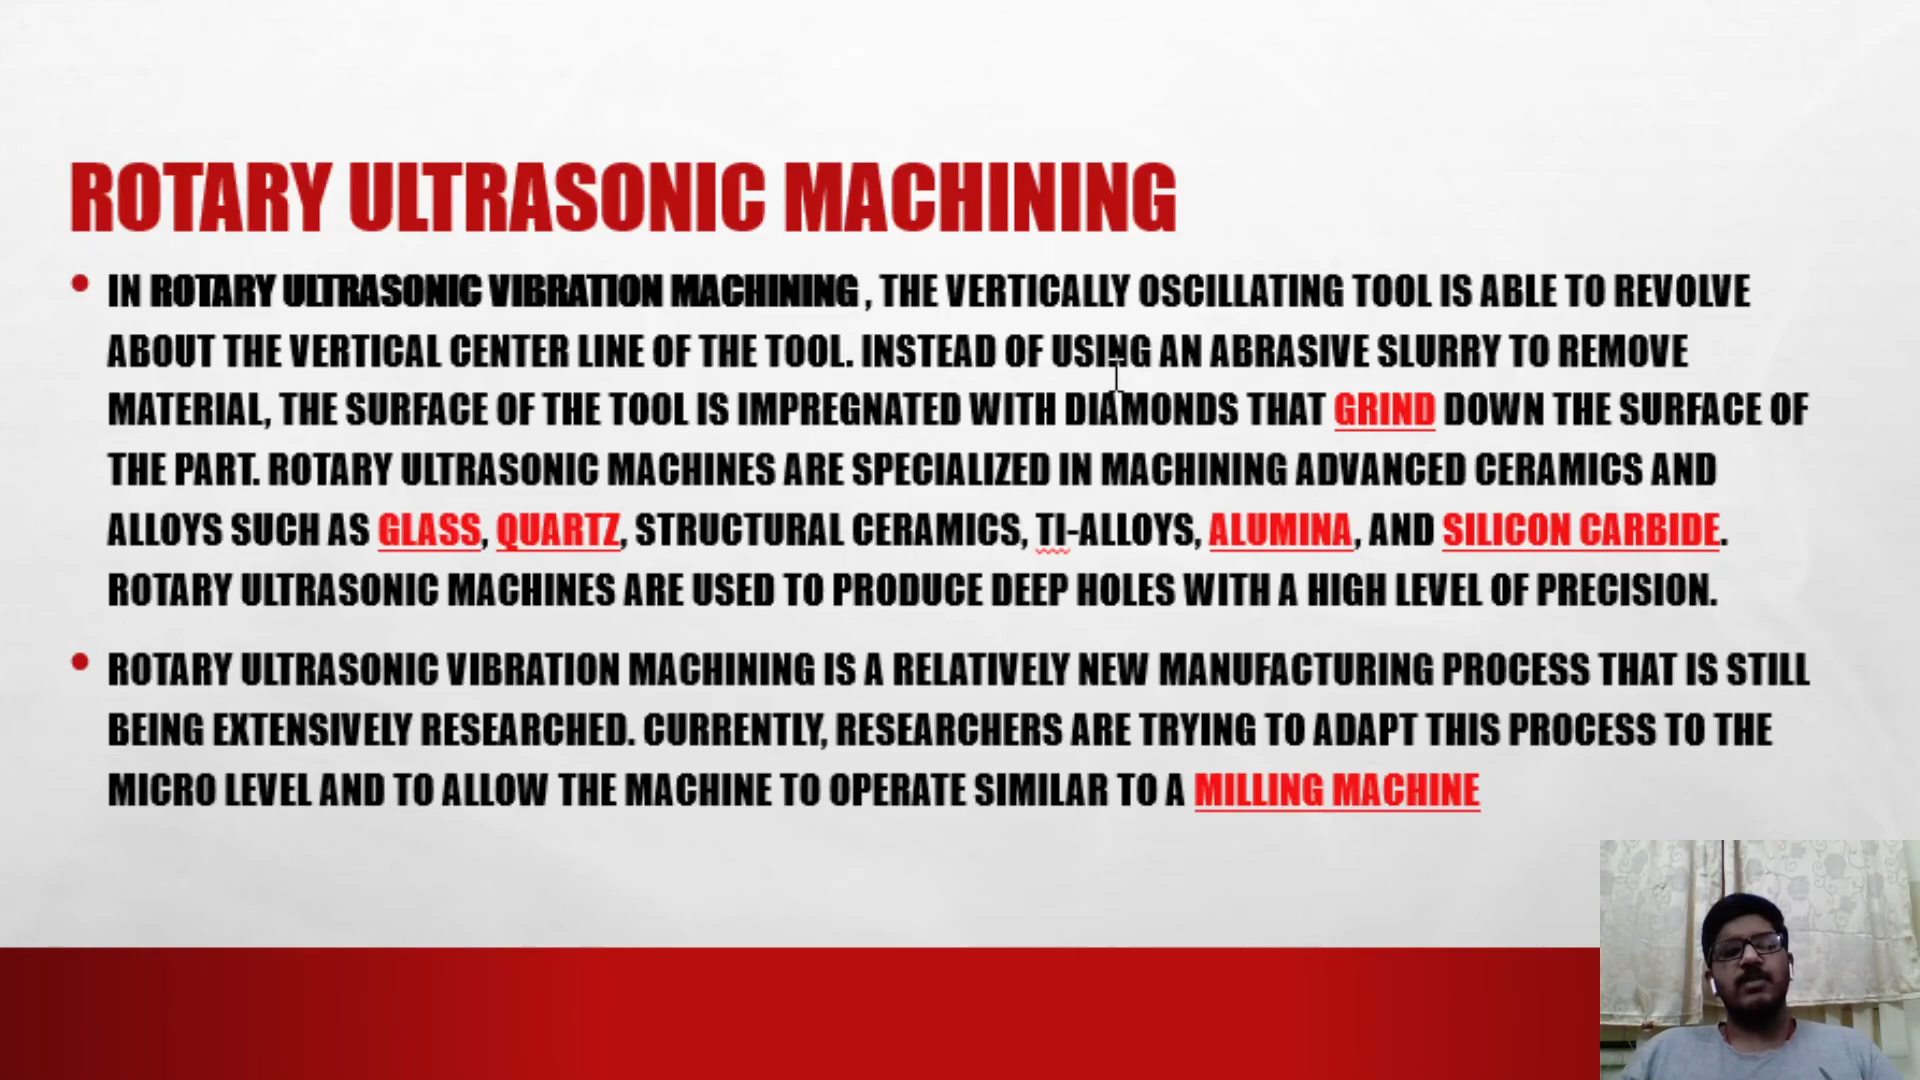 ROTARY ULTRASONIC MACHINING
• IN ROTARY ULTRASONIC VIBRATION MACHINING , THE VERTICALLY OSCILLATING TOOL IS ABLE TO REVOLVE
ABOUT THE VERTICAL CENTER LINE OF THE TOOL. INSTEAD OF USING AN ABRASIVE SLURRY TO REMOVE
MATERIAL, THE SURFACE OF THE TOOL IS IMPREGNATED WITH DIAMONDS THAT GRIND DOWN THE SURFACE OF
THE PART. ROTARY ULTRASONIC MACHINES ARE SPECIALIZED IN MACHINING ADVANCED CERAMICS AND
ALLOYS SUCH AS GLASS, QUARTZ, STRUCTURAL CERAMICS, TI-ALLOYS, ALUMINA, AND SILICON CARBIDE.
ROTARY ULTRASONIC MACHINES ARE USED TO PRODUCE DEEP HOLES WITH A HIGH LEVEL OF PRECISION.
• ROTARY ULTRASONIC VIBRATION MACHINING IS A RELATIVELY NEW MANUFACTURING PROCESS THAT IS STILL
BEING EXTENSIVELY RESEARCHED. CURRENTLY, RESEARCHERS ARE TRYING TO ADAPT THIS PROCESS TO THE
MICRO LEVEL AND TO ALLOW THE MACHINE TO OPERATE SIMILAR TO A MILLING MACHINE